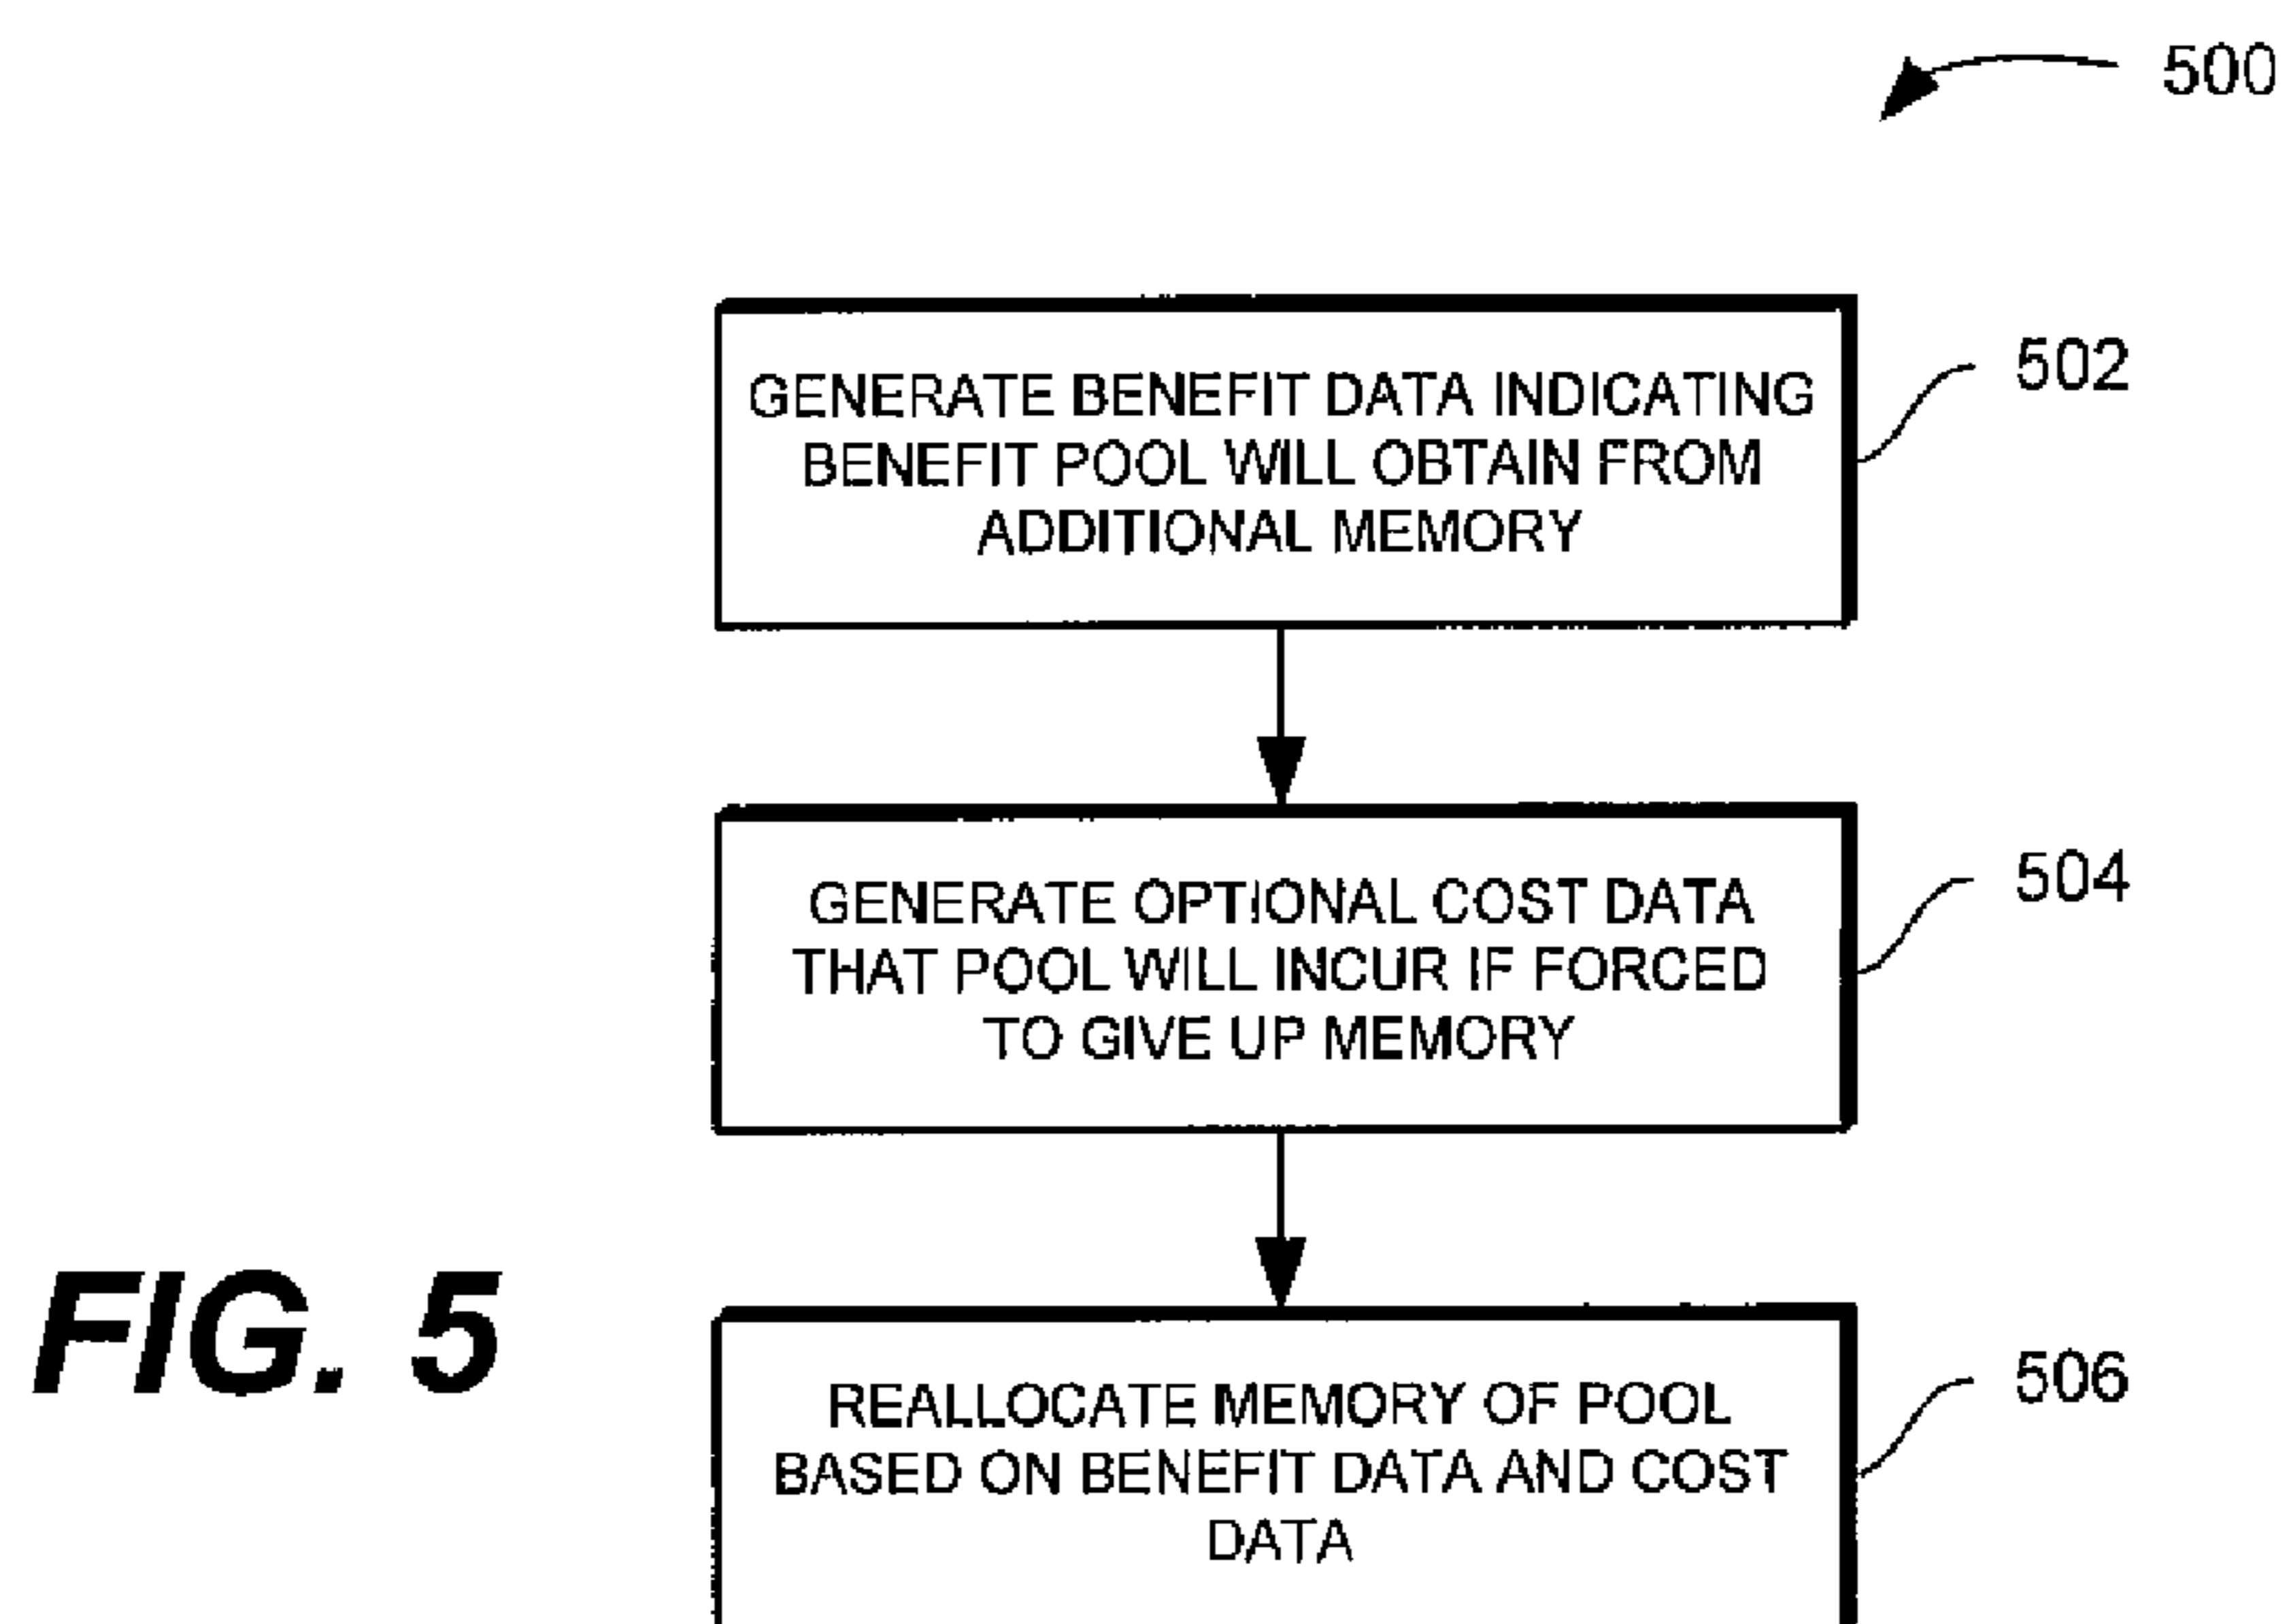 500
GENERATE BENEFIT DATA INDICATING
BENEFIT POOL WILL OBTAIN FROM
ADDITIONAL MEMORY
502
GENERATE OPTIONAL COST DATA
THAT POOL WILL INCUR IF FORCED
TO GIVE UP MEMORY
504
FIG. 5
REALLOCATE MEMORY OF POOL
BASED ON BENEFIT DATA AND COST
DATA
506